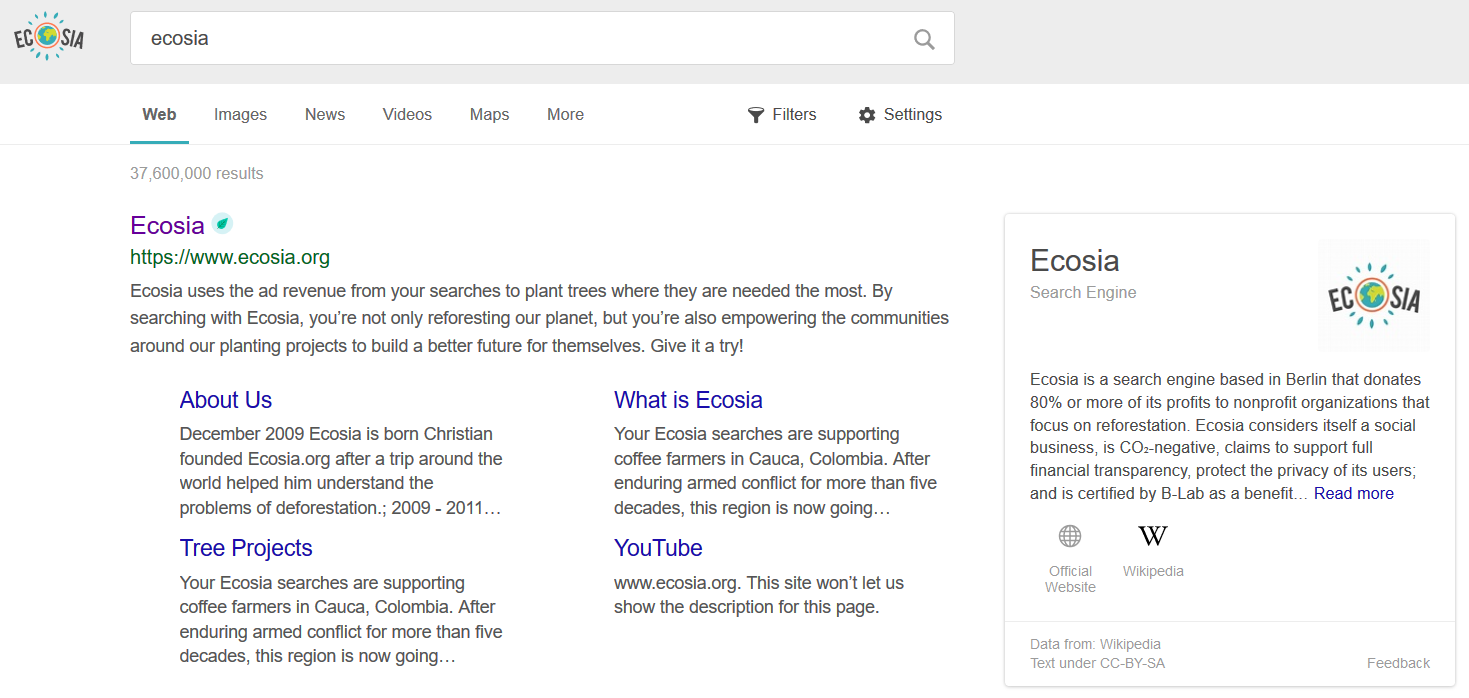 ECOSIA
ecosia
Web Images News Videos Maps More Filters Settings
37,600,000 results
Ecosia
https://www.ecosia.org
Ecosia uses the ad revenue from your searches to plant trees where they are needed the most. By
searching with Ecosia, you’re not only reforesting our planet, but you’re also empowering the communities
around our planting projects to build a better future for themselves. Give it a try!
About Us
December 2009 Ecosia is born Christian
founded Ecosia.org after a trip around the
world helped him understand the
problems of deforestation.; 2009 - 2011…
What is Ecosia
Your Ecosia searches are supporting
coffee farmers in Cauca, Colombia. After
enduring armed conflict for more than five
decades, this region is now going…
Tree Projects
Your Ecosia searches are supporting
coffee farmers in Cauca, Colombia. After
enduring armed conflict for more than five
decades, this region is now going…
YouTube
www.ecosia.org. This site won’t let us
show the description for this page.
Ecosia
Search Engine
ECOSIA
Ecosia is a search engine based in Berlin that donates
80% or more of its profits to nonprofit organizations that
focus on reforestation. Ecosia considers itself a social
business, is CO₂-negative, claims to support full
financial transparency, protect the privacy of its users;
and is certified by B-Lab as a benefit… Read more
W
Official
Website
Wikipedia
Data from: Wikipedia
Text under CC-BY-SA
Feedback